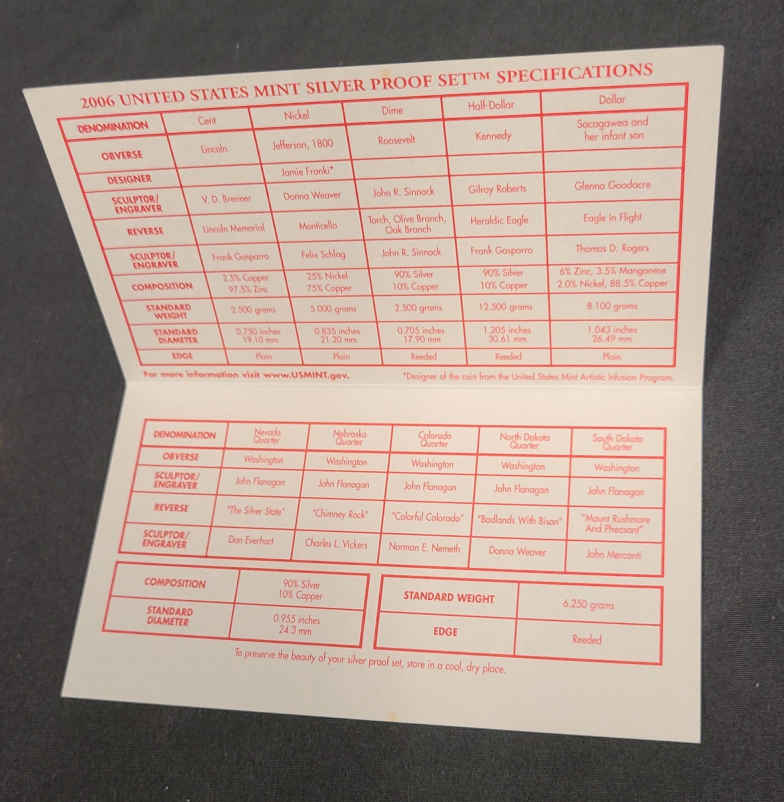 2006 UNITED STATES MINT SILVER PROOF SET™ SPECIFICATIONS
DENOMINATION Cent Nickel Dime Half-Dollar Dollar
OBVERSE Lincoln Jefferson, 1800 Roosevelt Kennedy Sacagawea and
her infant son
DESIGNER Jamie Franki*
SCULPTOR/
ENGRAVER V. D. Brenner Donna Weaver John R. Sinnock Gilroy Roberts Glenna Goodacre
REVERSE Lincoln Memorial Monticello Torch, Olive Branch,
Oak Branch Heraldic Eagle Eagle in Flight
SCULPTOR/
ENGRAVER Frank Gasparro Felix Schlag John R. Sinnock Frank Gasparro Thomas D. Rogers
COMPOSITION 2.5% Copper 25% Nickel 90% Silver 90% Silver 6% Zinc, 3.5% Manganese
97.5% Zinc 75% Copper 10% Copper 10% Copper 2.0% Nickel, 88.5% Copper
STANDARD
WEIGHT 2.500 grams 5.000 grams 2.500 grams 12.500 grams 8.100 grams
STANDARD 0.750 inches 0.835 inches 0.705 inches 1.205 inches 1.043 inches
DIAMETER 19.10 mm 21.20 mm 17.90 mm 30.61 mm 26.49 mm
EDGE Plain Plain Reeded Reeded Plain
For more information visit www.USMINT.gov. *Designer of the coin from the United States Mint Artistic Infusion Program.
DENOMINATION Nevada Nebraska Colorado North Dakota South Dakota
Quarter Quarter Quarter Quarter Quarter
OBVERSE Washington Washington Washington Washington Washington
SCULPTOR/
ENGRAVER John Flanagan John Flanagan John Flanagan John Flanagan John Flanagan
REVERSE "The Silver State" "Chimney Rock" "Colorful Colorado" "Badlands With Bison" "Mount Rushmore
And Pheasant"
SCULPTOR/
ENGRAVER Don Everhart Charles L. Vickers Norman E. Nemeth Donna Weaver John Mercanti
COMPOSITION 90% Silver
10% Copper
STANDARD 0.955 inches
DIAMETER 24.3 mm
STANDARD WEIGHT 6.250 grams
EDGE Reeded
To preserve the beauty of your silver proof set, store in a cool, dry place.